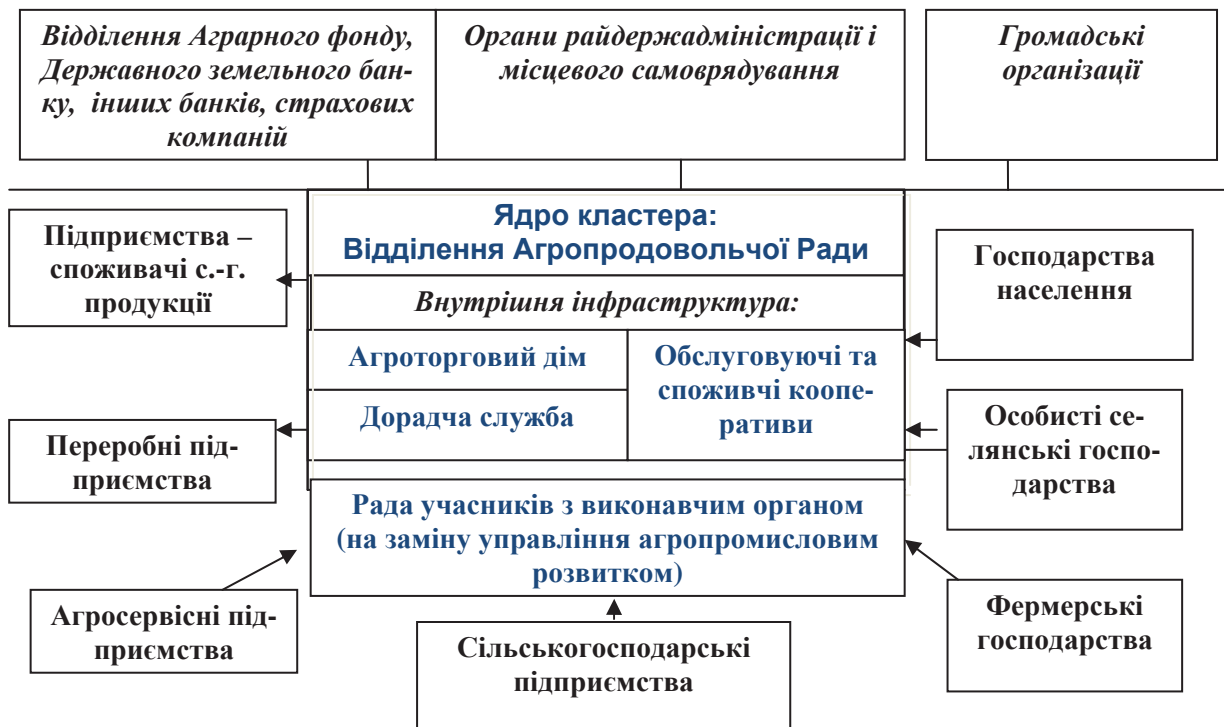 Відділення Аграрного фонду,
Державного земельного бан-
ку, інших банків, страхових
компаній
Органи райдержадміністрації і
місцевого самоврядування
Громадські
організації
Ядро кластера:
Відділення Агропродовольчої Ради
Підприємства –
споживачі с.-г.
продукції
Господарства
населення
Внутрішня інфраструктура:
Агроторговий дім
Обслуговуючі та
споживчі коопе-
ративи
Дорадча служба
Переробні під-
приємства
Особисті се-
лянські госпо-
дарства
Рада учасників з виконавчим органом
(на заміну управління агропромисловим
розвитком)
Агросервісні під-
приємства
Сільськогосподарські
підприємства
Фермерські
господарства